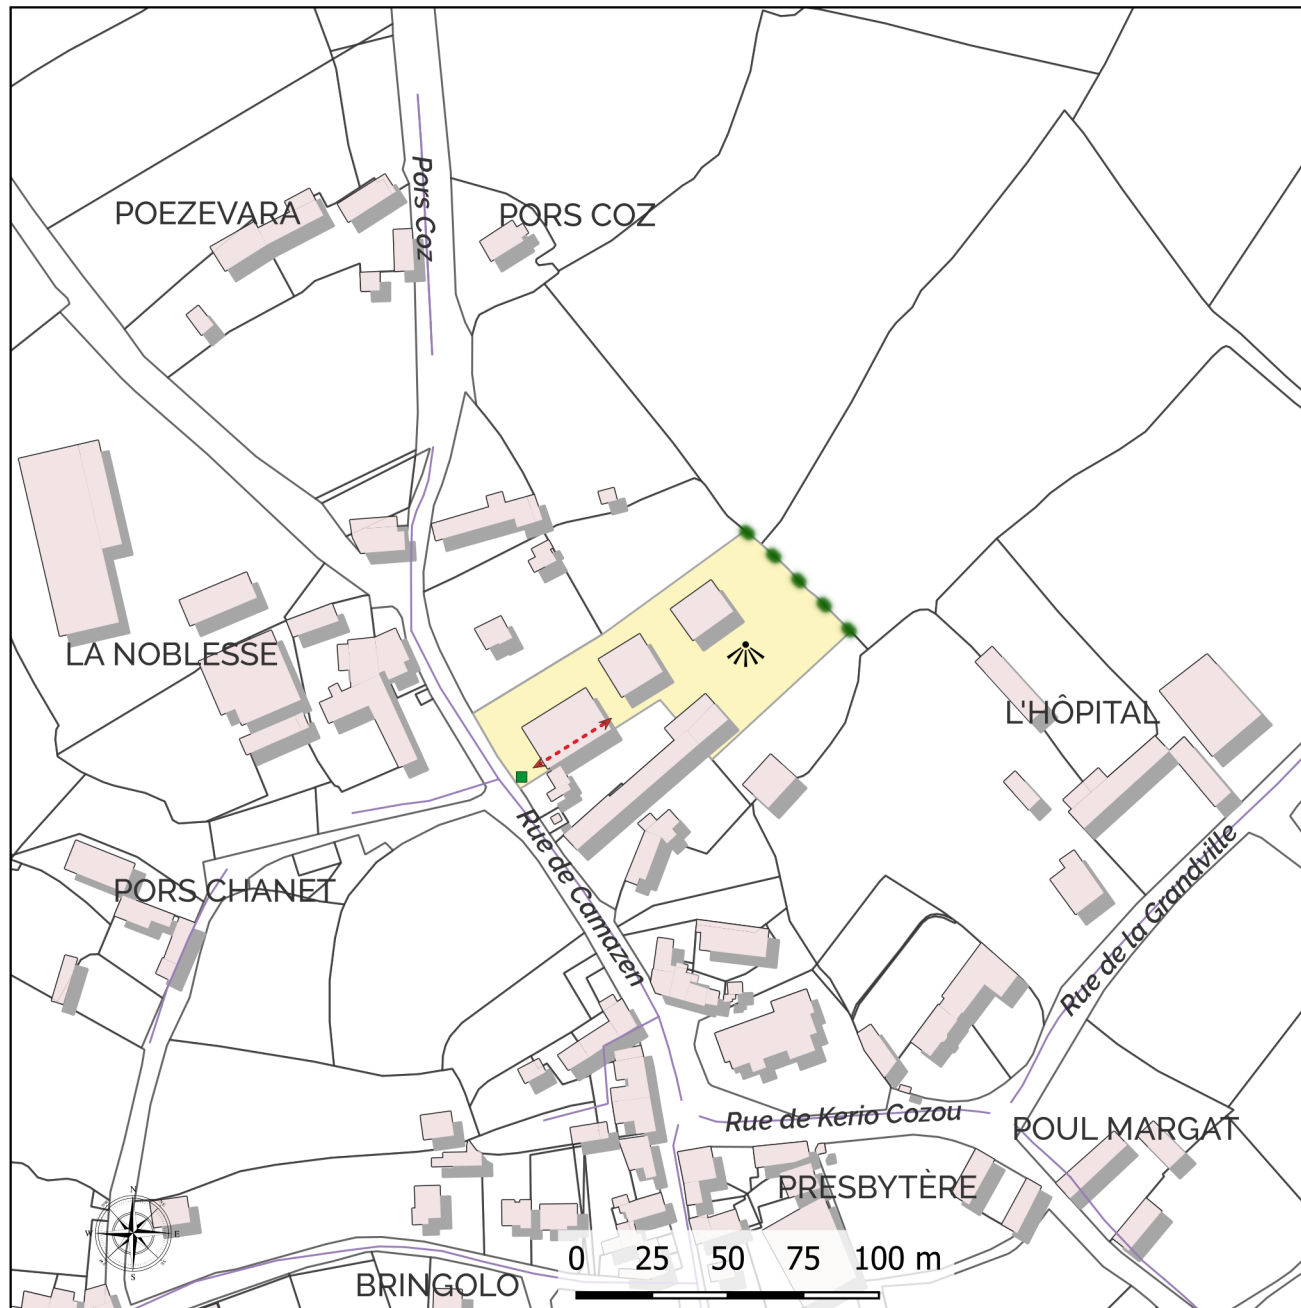 Pors Coz
POEZEVARA
PORS COZ
LA NOBLESSE
L'HÔPITAL
Rue de Camazen
Rue de la Grandville
PORS CHANET
Rue de Kerio Cozou
POUL MARGAT
PRESBYTÈRE
N
W
E
S
0 25 50 75 100 m
BRINGOLO